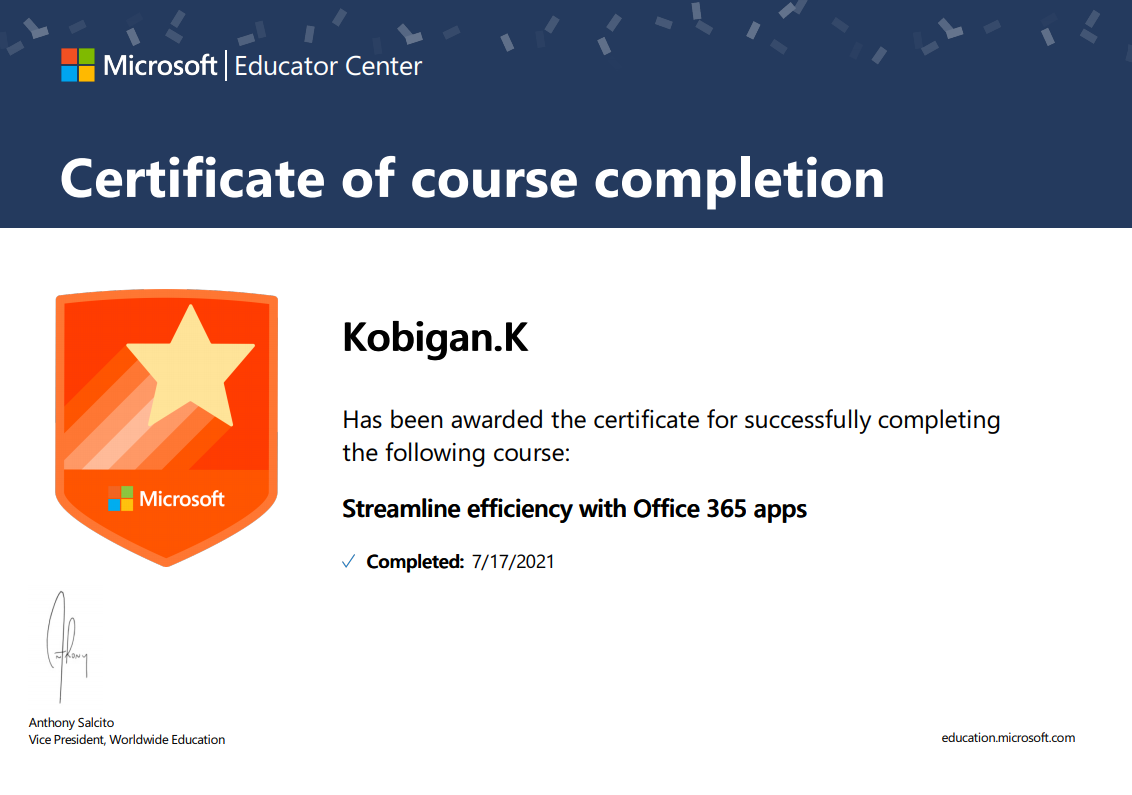 Microsoft | Educator Center
Certificate of course completion
Kobigan.K
Has been awarded the certificate for successfully completing
the following course:
Streamline efficiency with Office 365 apps
✓ Completed: 7/17/2021
Microsoft
Anthony
Anthony Salcito
Vice President, Worldwide Education
education.microsoft.com